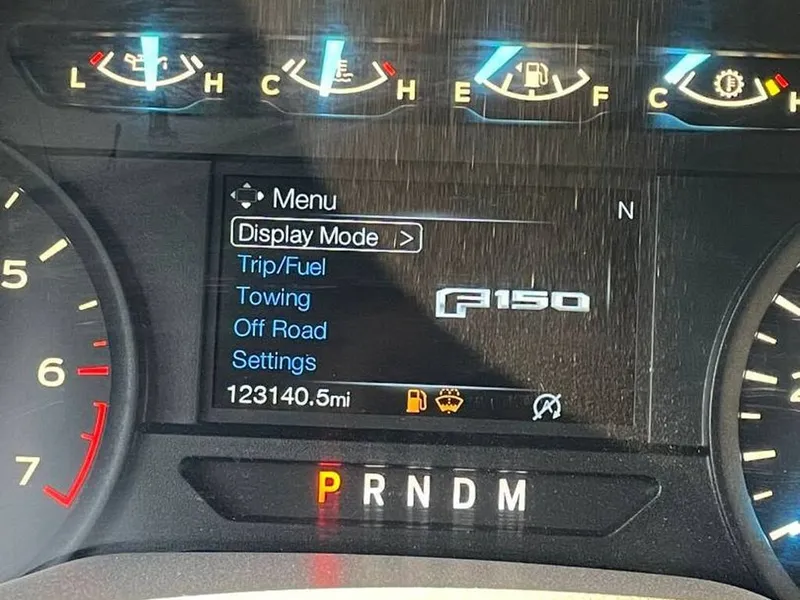 L H C H E F C H
Menu N
Display Mode >
Trip/Fuel
Towing
F150
Off Road
Settings
123140.5mi A
5
6
7
P R N D M